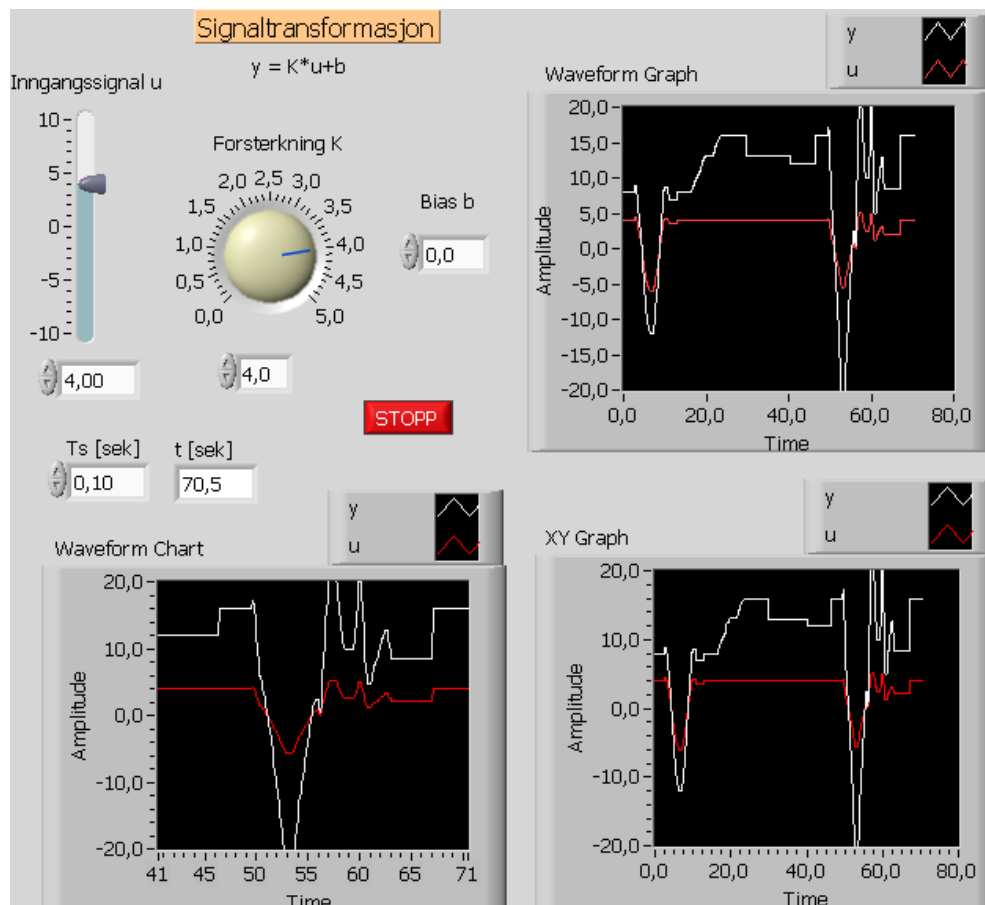 Signaltransformasjon
y = K*u+b
Inngangssignal u
10
5
0
-5
-10
4,00
Forsterkning K
0,0
0,5
1,0
1,5
2,0
2,5
3,0
3,5
4,0
4,5
5,0
4,0
Bias b
0,0
STOPP
Ts [sek]
0,10
t [sek]
70,5
Waveform Graph
y
u
Amplitude
20,0
15,0
10,0
5,0
0,0
-5,0
-10,0
-15,0
-20,0
0,0 20,0 40,0 60,0 80,0
Time
Waveform Chart
y
u
Amplitude
20,0
10,0
0,0
-10,0
-20,0
41 45 50 55 60 65 71
Time
XY Graph
y
u
Amplitude
20,0
10,0
0,0
-10,0
-20,0
0,0 20,0 40,0 60,0 80,0
Time